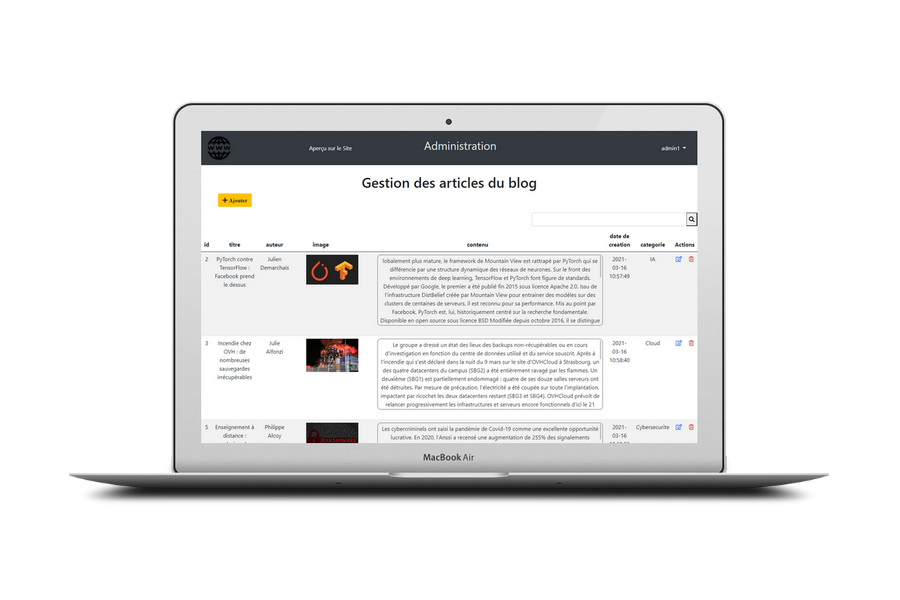 www
Aperçu sur le Site
Administration
admin1
Gestion des articles du blog
+ Ajouter
id titre auteur image contenu date de creation categorie Actions
2
PyTorch contre
TensorFlow :
Facebook prend
le dessus
Julien
Demarchais
lobalement plus mature, le framework de Mountain View est rattrapé par PyTorch qui se
différencie par une structure dynamique des réseaux de neurones. Sur le front des
environnements de deep learning, TensorFlow et PyTorch font figure de standards.
Développé par Google, le premier a été publié fin 2015 sous licence Apache 2.0. Issu de
l'infrastructure DistBelief créée par Mountain View pour entrainer des modèles sur des
clusters de centaines de serveurs, il est reconnu pour sa performance. Mis au point par
Facebook, PyTorch est, lui, historiquement centré sur la recherche fondamentale.
Disponible en open source sous licence BSD Modifiée depuis octobre 2016, il se distingue
2021-
03-16
10:57:49
IA
3
Incendie chez
OVH : de
nombreuses
sauvegardes
irrécupérables
Julie
Alfonzi
Le groupe a dressé un état des lieux des backups non-récupérables ou en cours
d'investigation en fonction du centre de données utilisé et du service souscrit. Après à
l'incendie qui s'est déclaré dans la nuit du 9 mars sur le site d'OVHCloud à Strasbourg, un
des quatre datacenters du campus (SBG2) a été entièrement ravagé par les flammes. Un
deuxième (SBG1) est partiellement endommagé : quatre de ses douze salles serveurs ont
été détruites. Par mesure de précaution, l'électricité a été coupée sur toute l'implantation,
impactant par ricochet les deux datacenters restant (SBG3 et SBG4). OVHCloud prévoit de
relancer progressivement les infrastructures et serveurs encore fonctionnels d'ici le 21
2021-
03-16
10:58:40
Cloud
5
Enseignement à
distance :
Philippe
Alcoy
Les cybercriminels ont saisi la pandémie de Covid-19 comme une excellente opportunité
lucrative. En 2020, l'Anssi a recensé une augmentation de 255% des signalements
2021-
03-16
Cybersecurite
MacBook Air